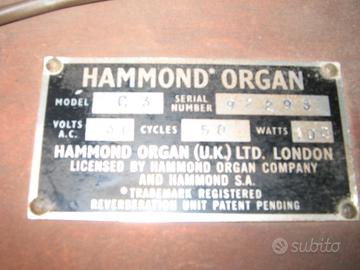 HAMMOND* ORGAN
MODEL C 3 SERIAL NUMBER
VOLTS A.C. CYCLES 50 WATTS
HAMMOND ORGAN (U.K.) LTD. LONDON
LICENSED BY HAMMOND ORGAN COMPANY
AND HAMMOND S.A.
*TRADEMARK REGISTERED
REVERBERATION UNIT PATENT PENDING
subito